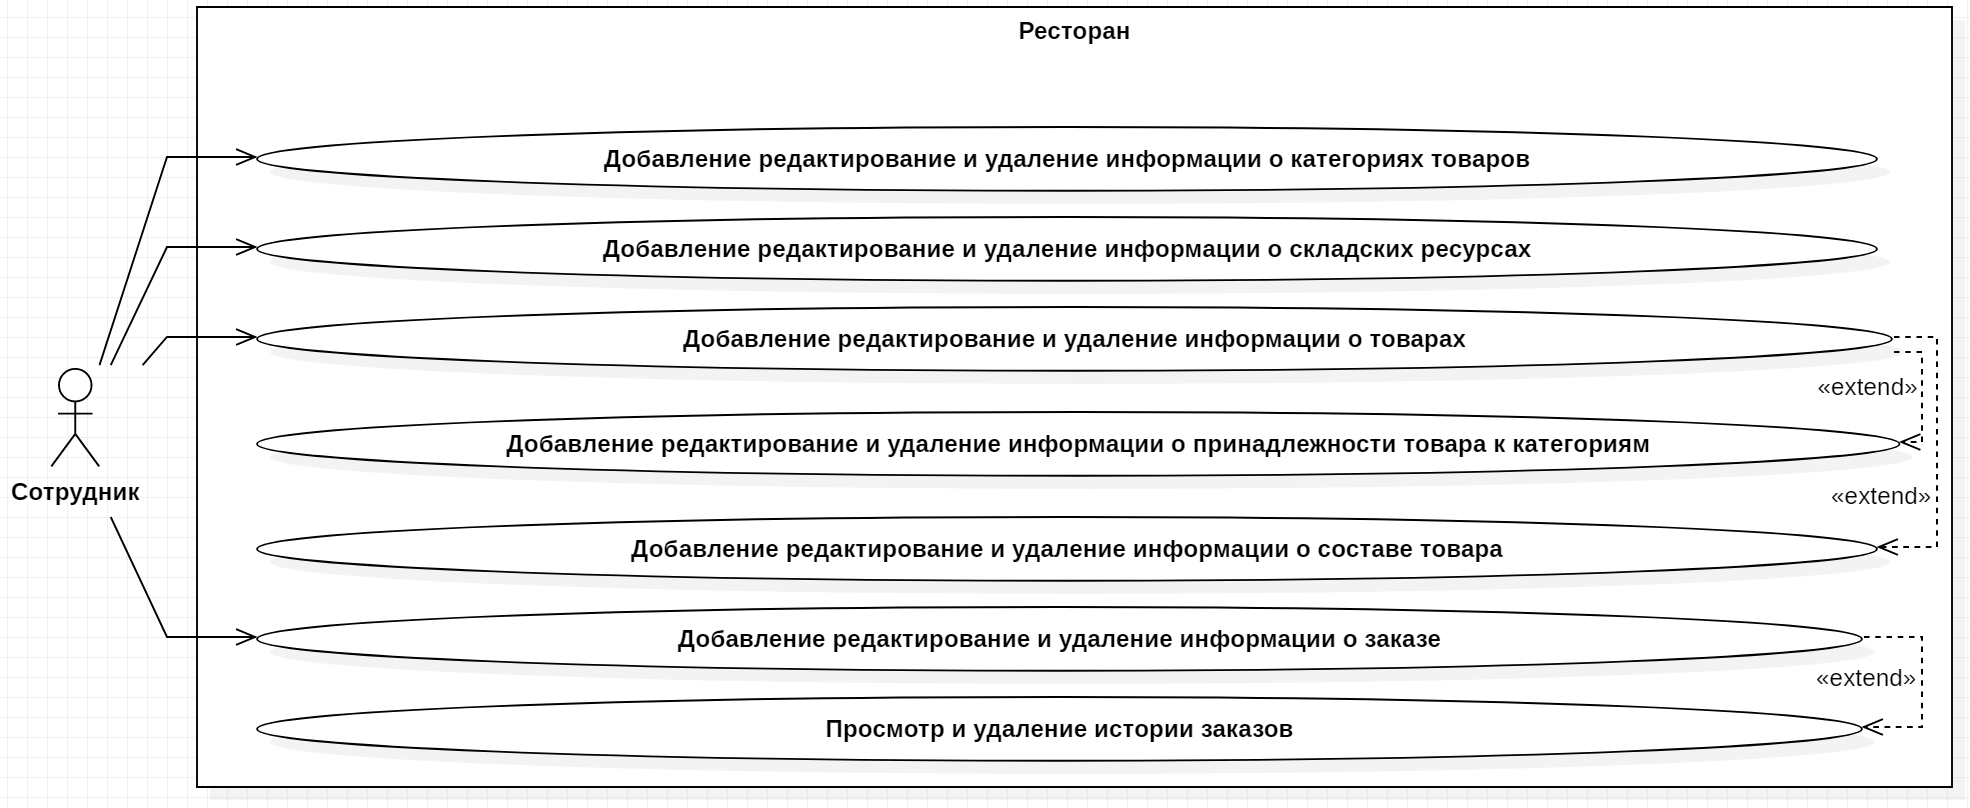 Ресторан
Добавление редактирование и удаление информации о категориях товаров
Добавление редактирование и удаление информации о складских ресурсах
Добавление редактирование и удаление информации о товарах
«extend»
Добавление редактирование и удаление информации о принадлежности товара к категориям
Сотрудник
«extend»
Добавление редактирование и удаление информации о составе товара
Добавление редактирование и удаление информации о заказе
«extend»
Просмотр и удаление истории заказов